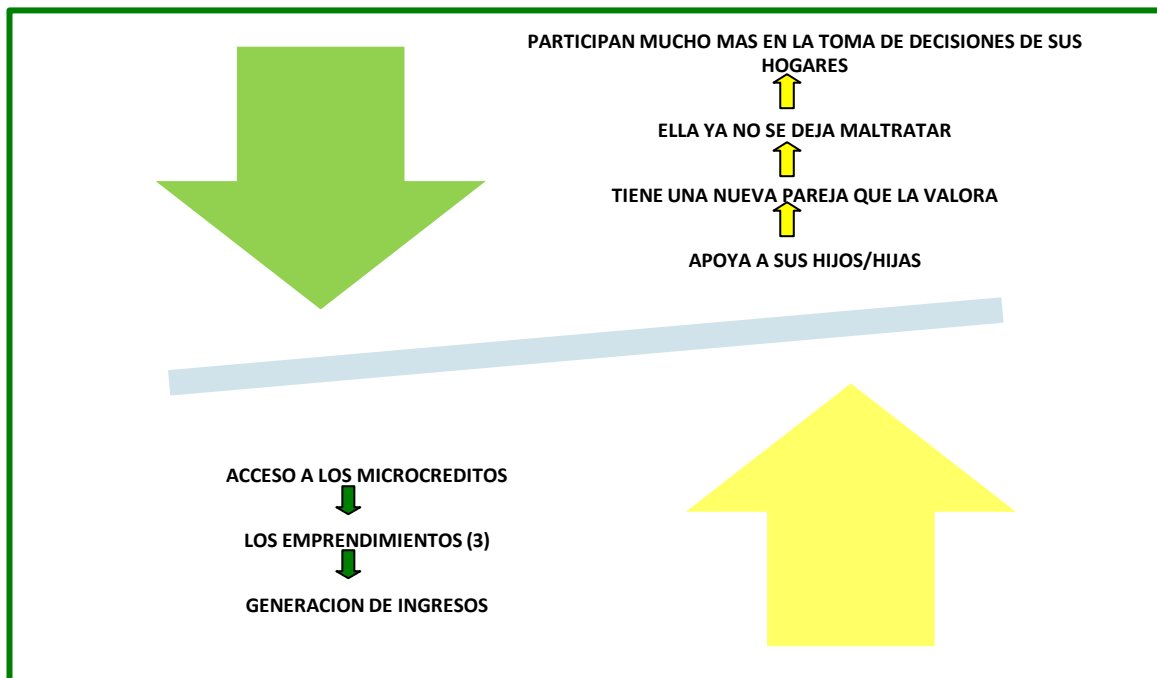 PARTICIPAN MUCHO MAS EN LA TOMA DE DECISIONES DE SUS
HOGARES
ELLA YA NO SE DEJA MALTRATAR
TIENE UNA NUEVA PAREJA QUE LA VALORA
APOYA A SUS HIJOS/HIJAS
ACCESO A LOS MICROCREDITOS
LOS EMPRENDIMIENTOS (3)
GENERACION DE INGRESOS